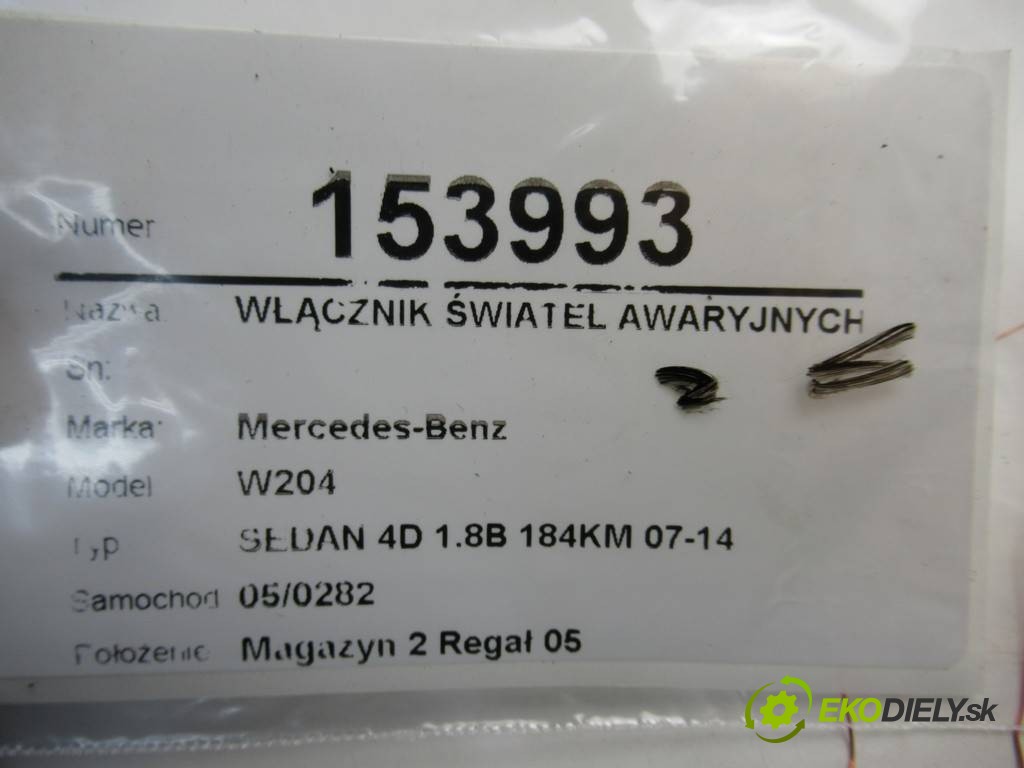 Numer 153993
Nazwa WŁĄCZNIK ŚWIATEŁ AWARYJNYCH
Sn:
Marka: Mercedes-Benz
Model W204
Typ SEDAN 4D 1.8B 184KM 07-14
Samochod 05/0282
Położenie Magazyn 2 Regał 05
EKODIELY.sk